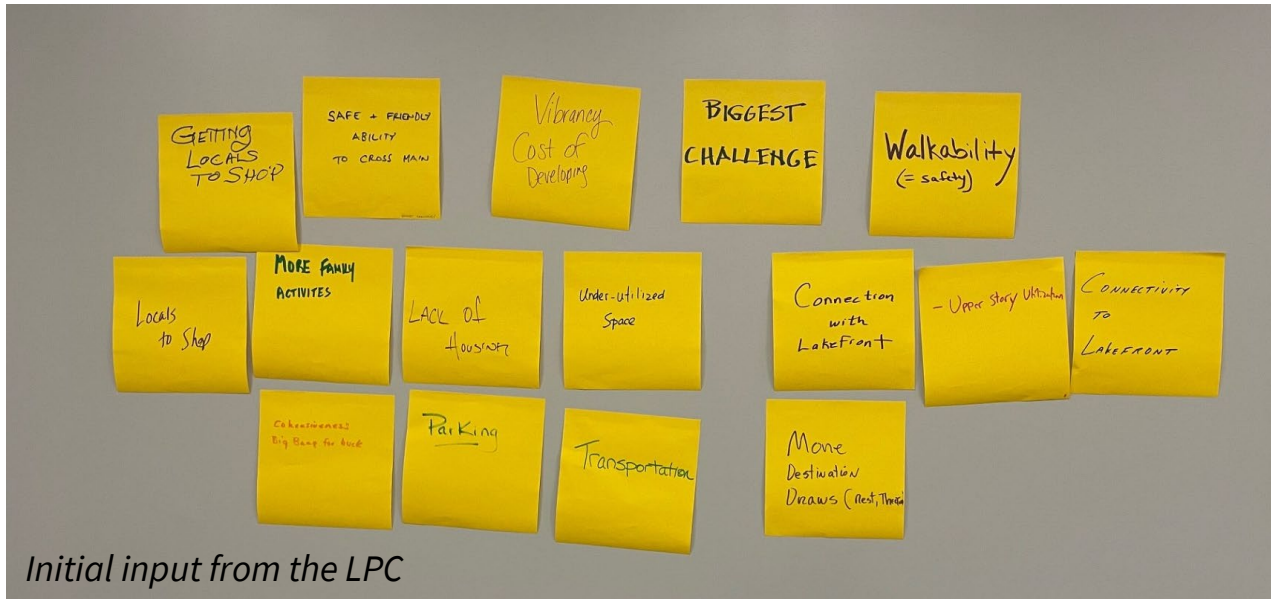 GETTING
LOCALS
TO SHOP
SAFE + FRIENDLY
ABILITY
TO CROSS MAIN
Vibrancy
Cost of
Developing
BIGGEST
CHALLENGE
Walkability
(= safety)
Locals
to Shop
MORE FAMILY
ACTIVITES
LACK OF
HOUSING
Under-utilized
Space
Connection
with
LakeFront
- Upper Story Utilization
CONNECTIVITY
TO
LAKEFRONT
Cohesiveness
Big Bang for buck
Parking
Transportation
More
Destination
Draws (Rest,
Initial input from the LPC